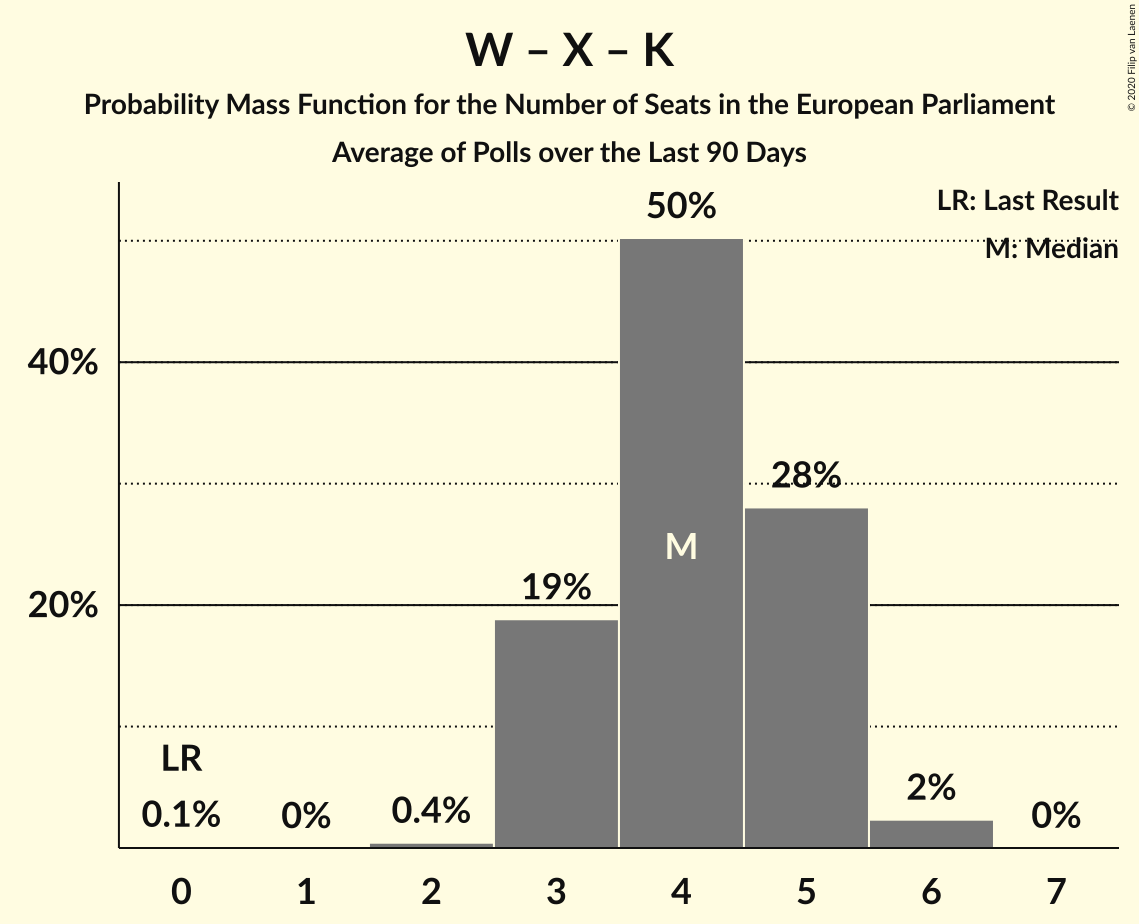 W – X – K
Probability Mass Function for the Number of Seats in the European Parliament
Average of Polls over the Last 90 Days
© 2020 Filip van Laenen
LR: Last Result
M: Median
50%
40%
28%
M
19%
20%
LR
0.1%
0%
0.4%
2%
0%
0
1
2
3
4
5
6
7